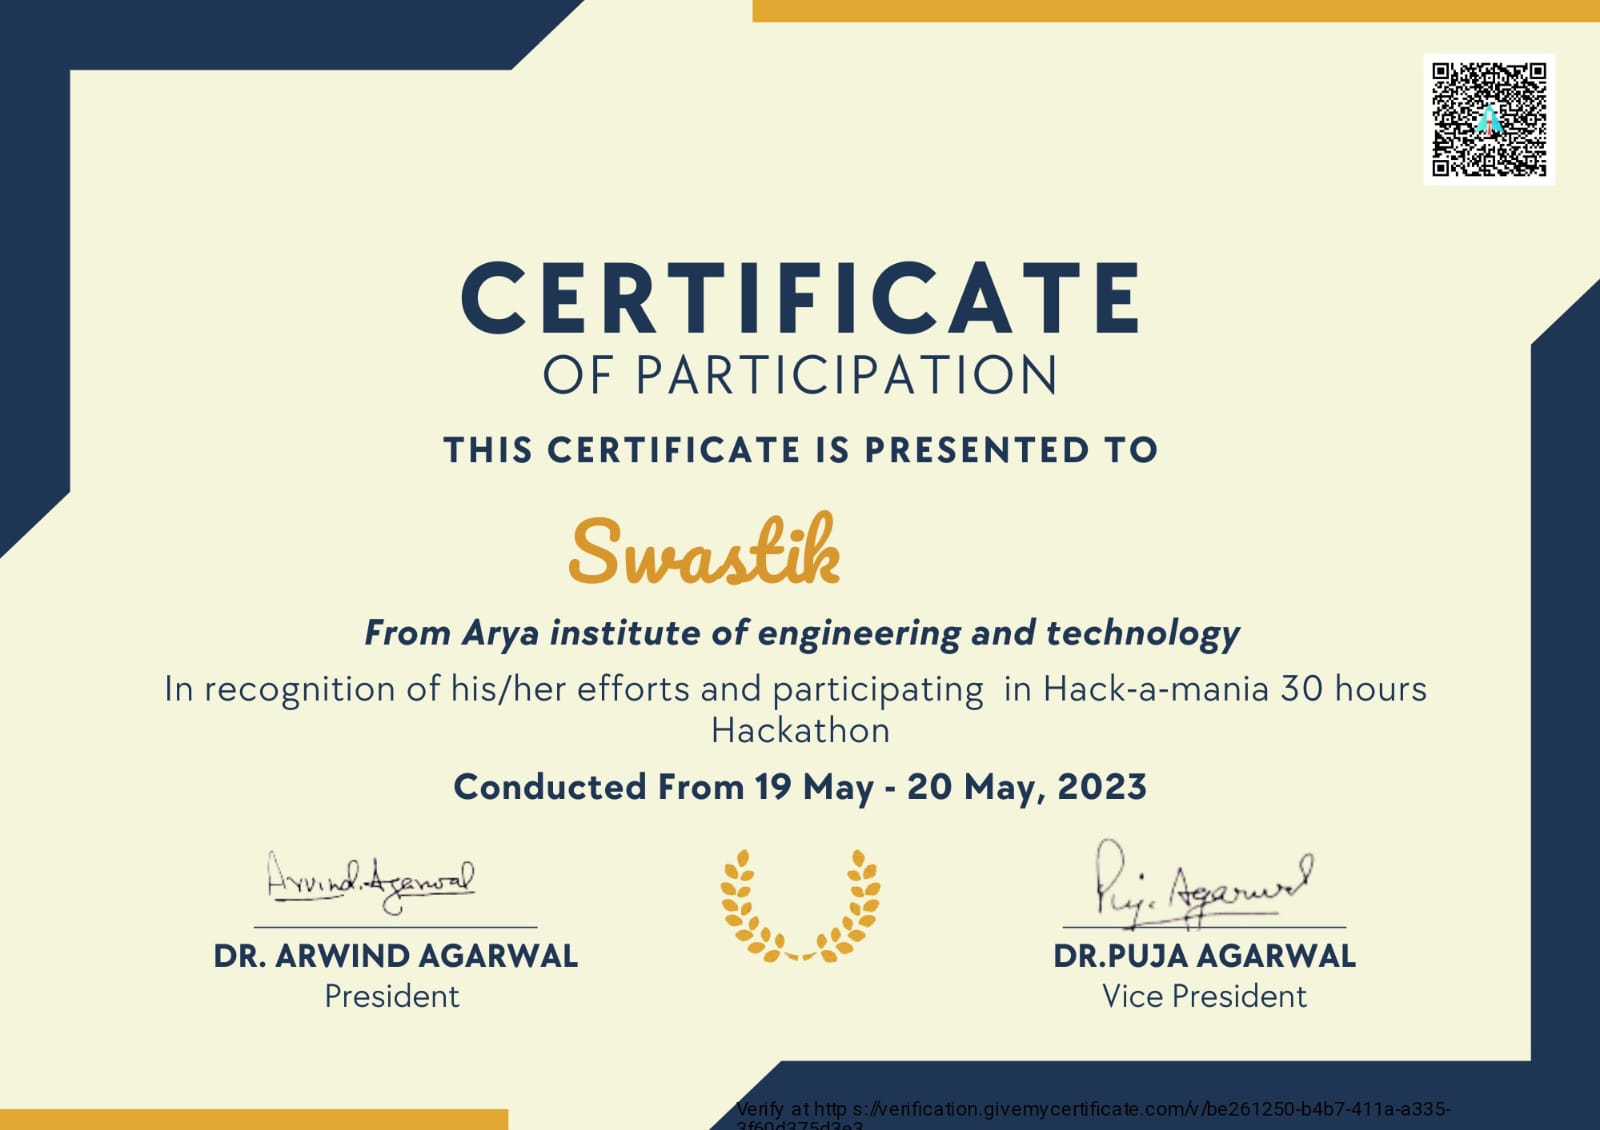 CERTIFICATE
OF PARTICIPATION
THIS CERTIFICATE IS PRESENTED TO
Swastik
From Arya institute of engineering and technology
In recognition of his/her efforts and participating  in Hack-a-mania 30 hours
Hackathon
Conducted From 19 May - 20 May, 2023
Arvind.Agarwal
Puja Agarwal
DR. ARWIND AGARWAL
DR.PUJA AGARWAL
President
Vice President
Verify at http s://verification.givemycertificate.com/v/be261250-b4b7-411a-a335-
3f60d375d3e3